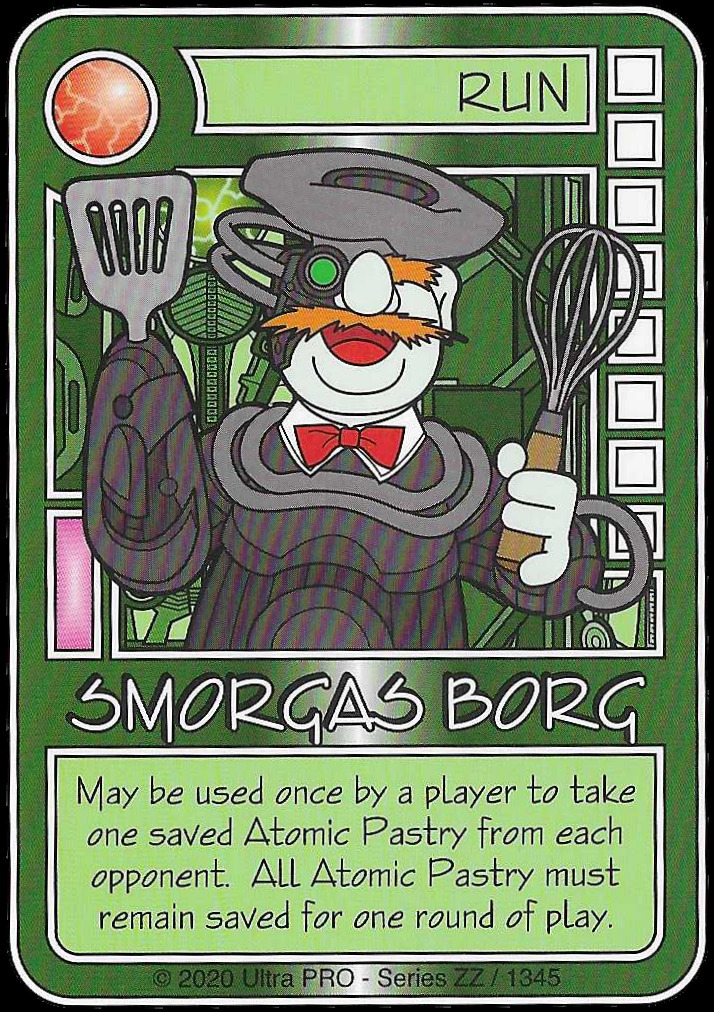 RUN
SMORGAS BORG
May be used once by a player to take
one saved Atomic Pastry from each
opponent. All Atomic Pastry must
remain saved for one round of play.
© 2020 Ultra PRO - Series ZZ / 1345